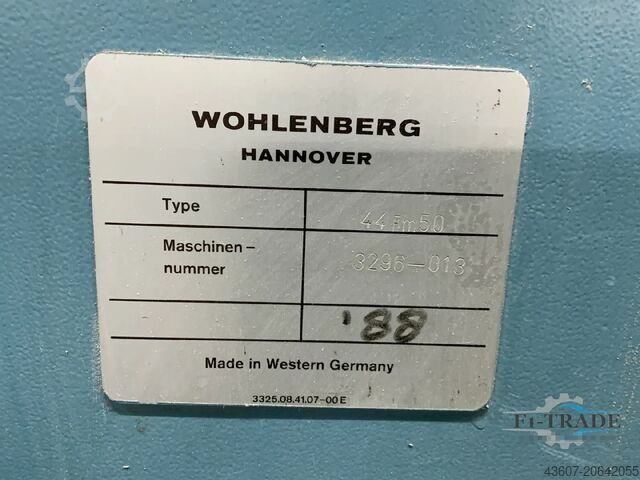 WOHLENBERG
HANNOVER
Type 44 Fm50
Maschinen-
nummer 3296-013
'88
Made in Western Germany
3325.08.41.07-00 E
F1-TRADE
43607-20642055